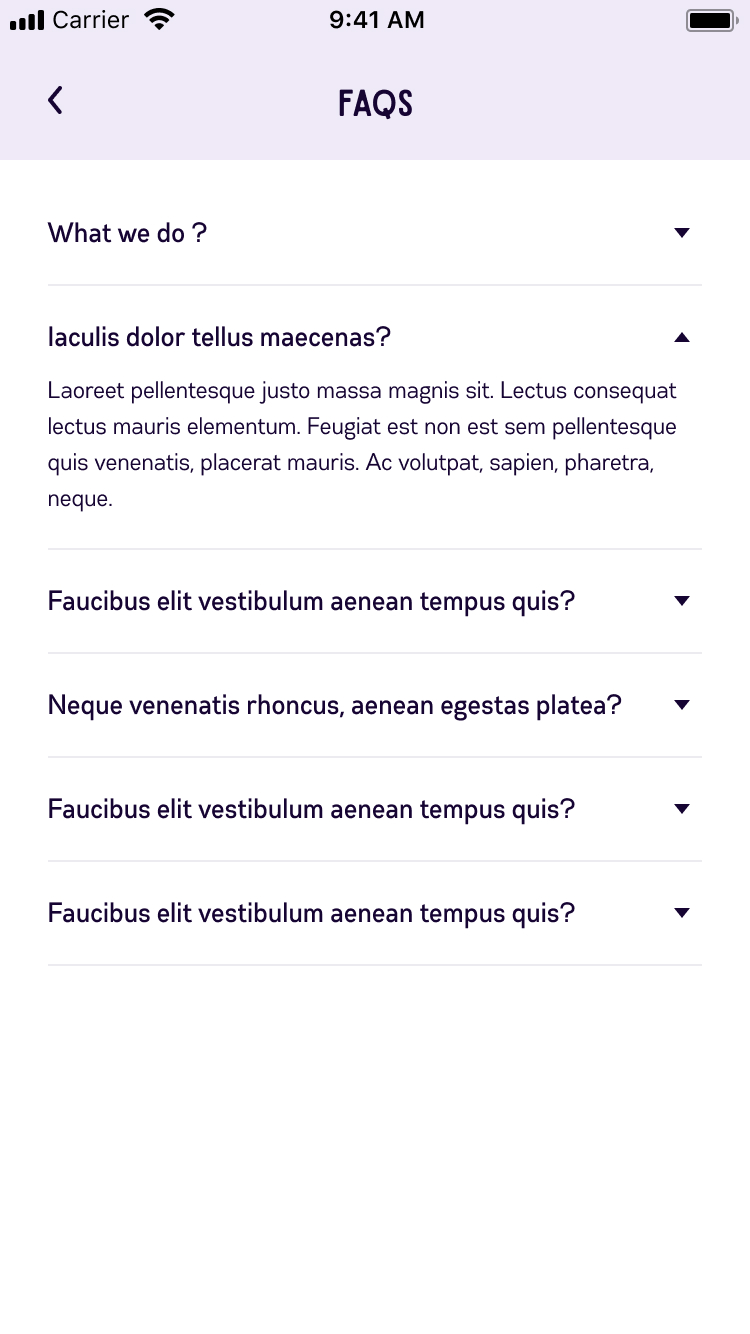 Carrier 9:41 AM
FAQS
What we do ?
Iaculis dolor tellus maecenas?
Laoreet pellentesque justo massa magnis sit. Lectus consequat
lectus mauris elementum. Feugiat est non est sem pellentesque
quis venenatis, placerat mauris. Ac volutpat, sapien, pharetra,
neque.
Faucibus elit vestibulum aenean tempus quis?
Neque venenatis rhoncus, aenean egestas platea?
Faucibus elit vestibulum aenean tempus quis?
Faucibus elit vestibulum aenean tempus quis?